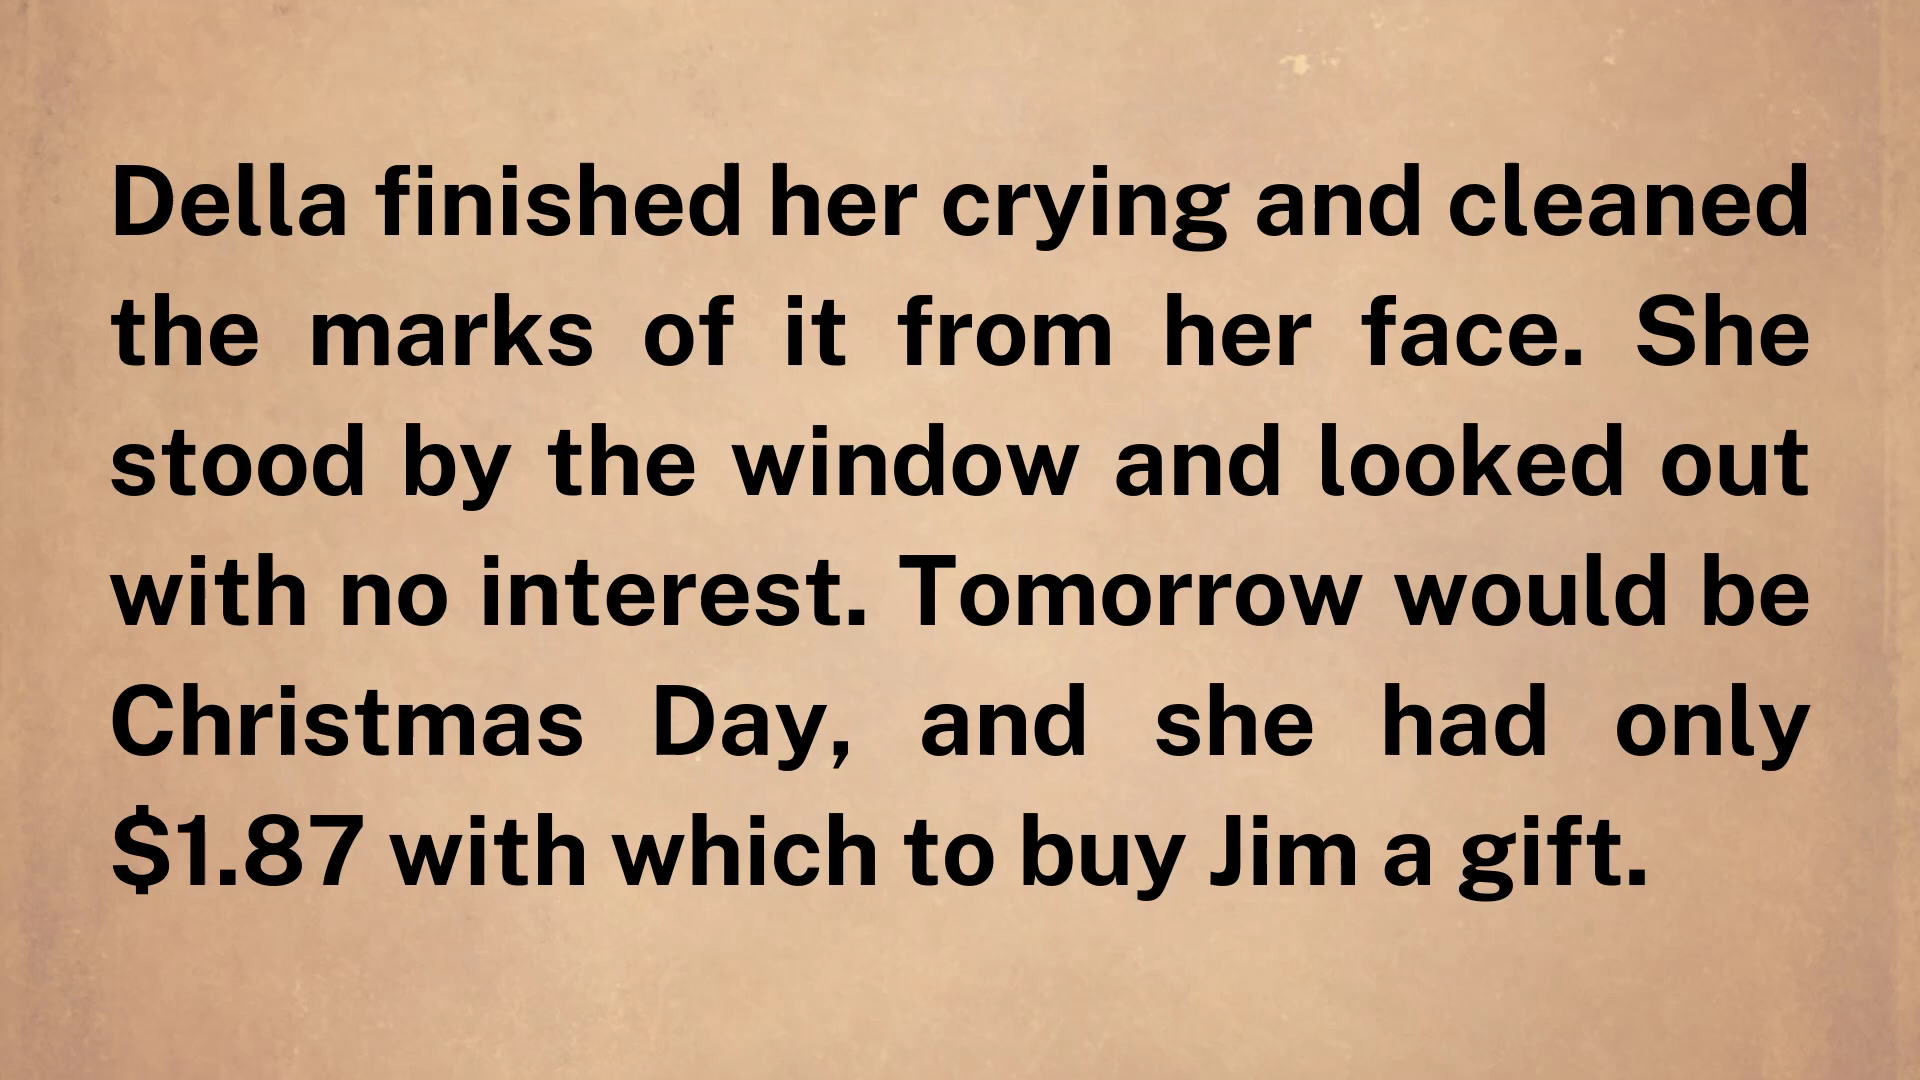 Della finished her crying and cleaned
the marks of it from her face. She
stood by the window and looked out
with no interest. Tomorrow would be
Christmas Day, and she had only
$1.87 with which to buy Jim a gift.